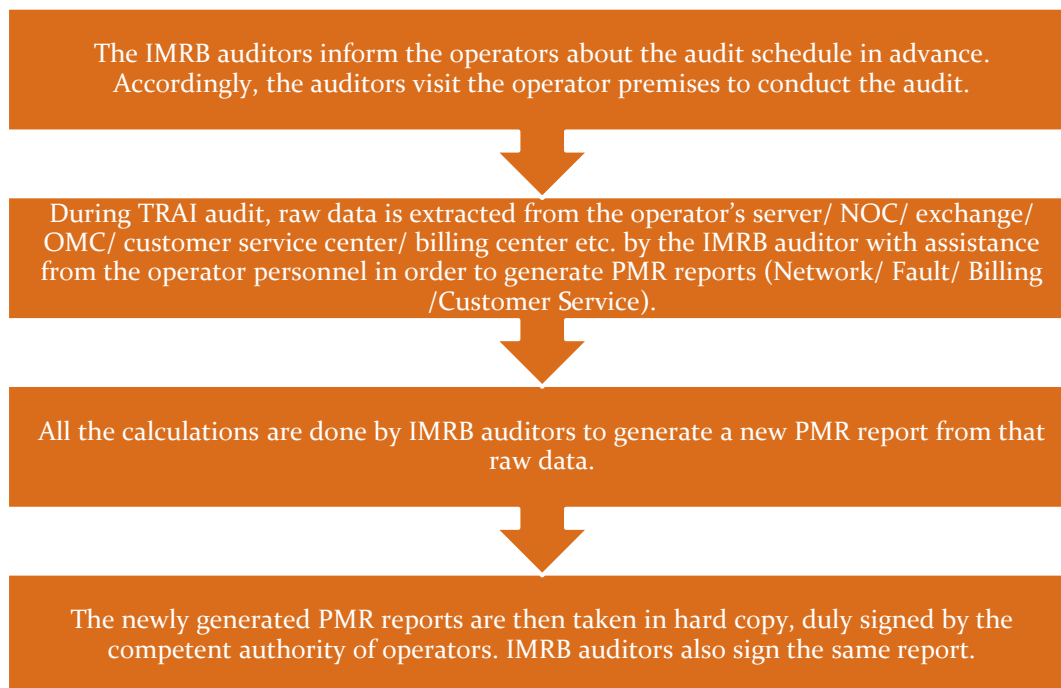 The IMRB auditors inform the operators about the audit schedule in advance.
Accordingly, the auditors visit the operator premises to conduct the audit.
During TRAI audit, raw data is extracted from the operator's server/ NOC/ exchange/
OMC/ customer service center/ billing center etc. by the IMRB auditor with assistance
from the operator personnel in order to generate PMR reports (Network/ Fault/ Billing
/Customer Service).
All the calculations are done by IMRB auditors to generate a new PMR report from that
raw data.
The newly generated PMR reports are then taken in hard copy, duly signed by the
competent authority of operators. IMRB auditors also sign the same report.